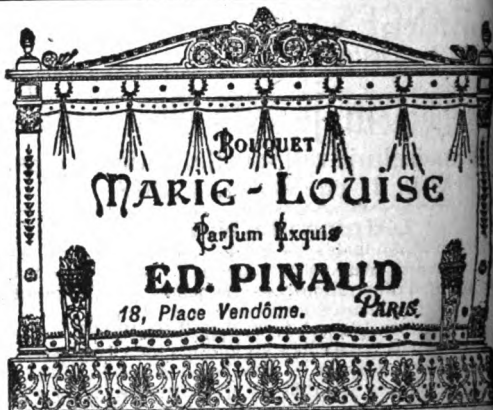 Bouquet
Marie-Louise
Parfum Exquis
ED. PINAUD
18, Place Vendôme. Paris.